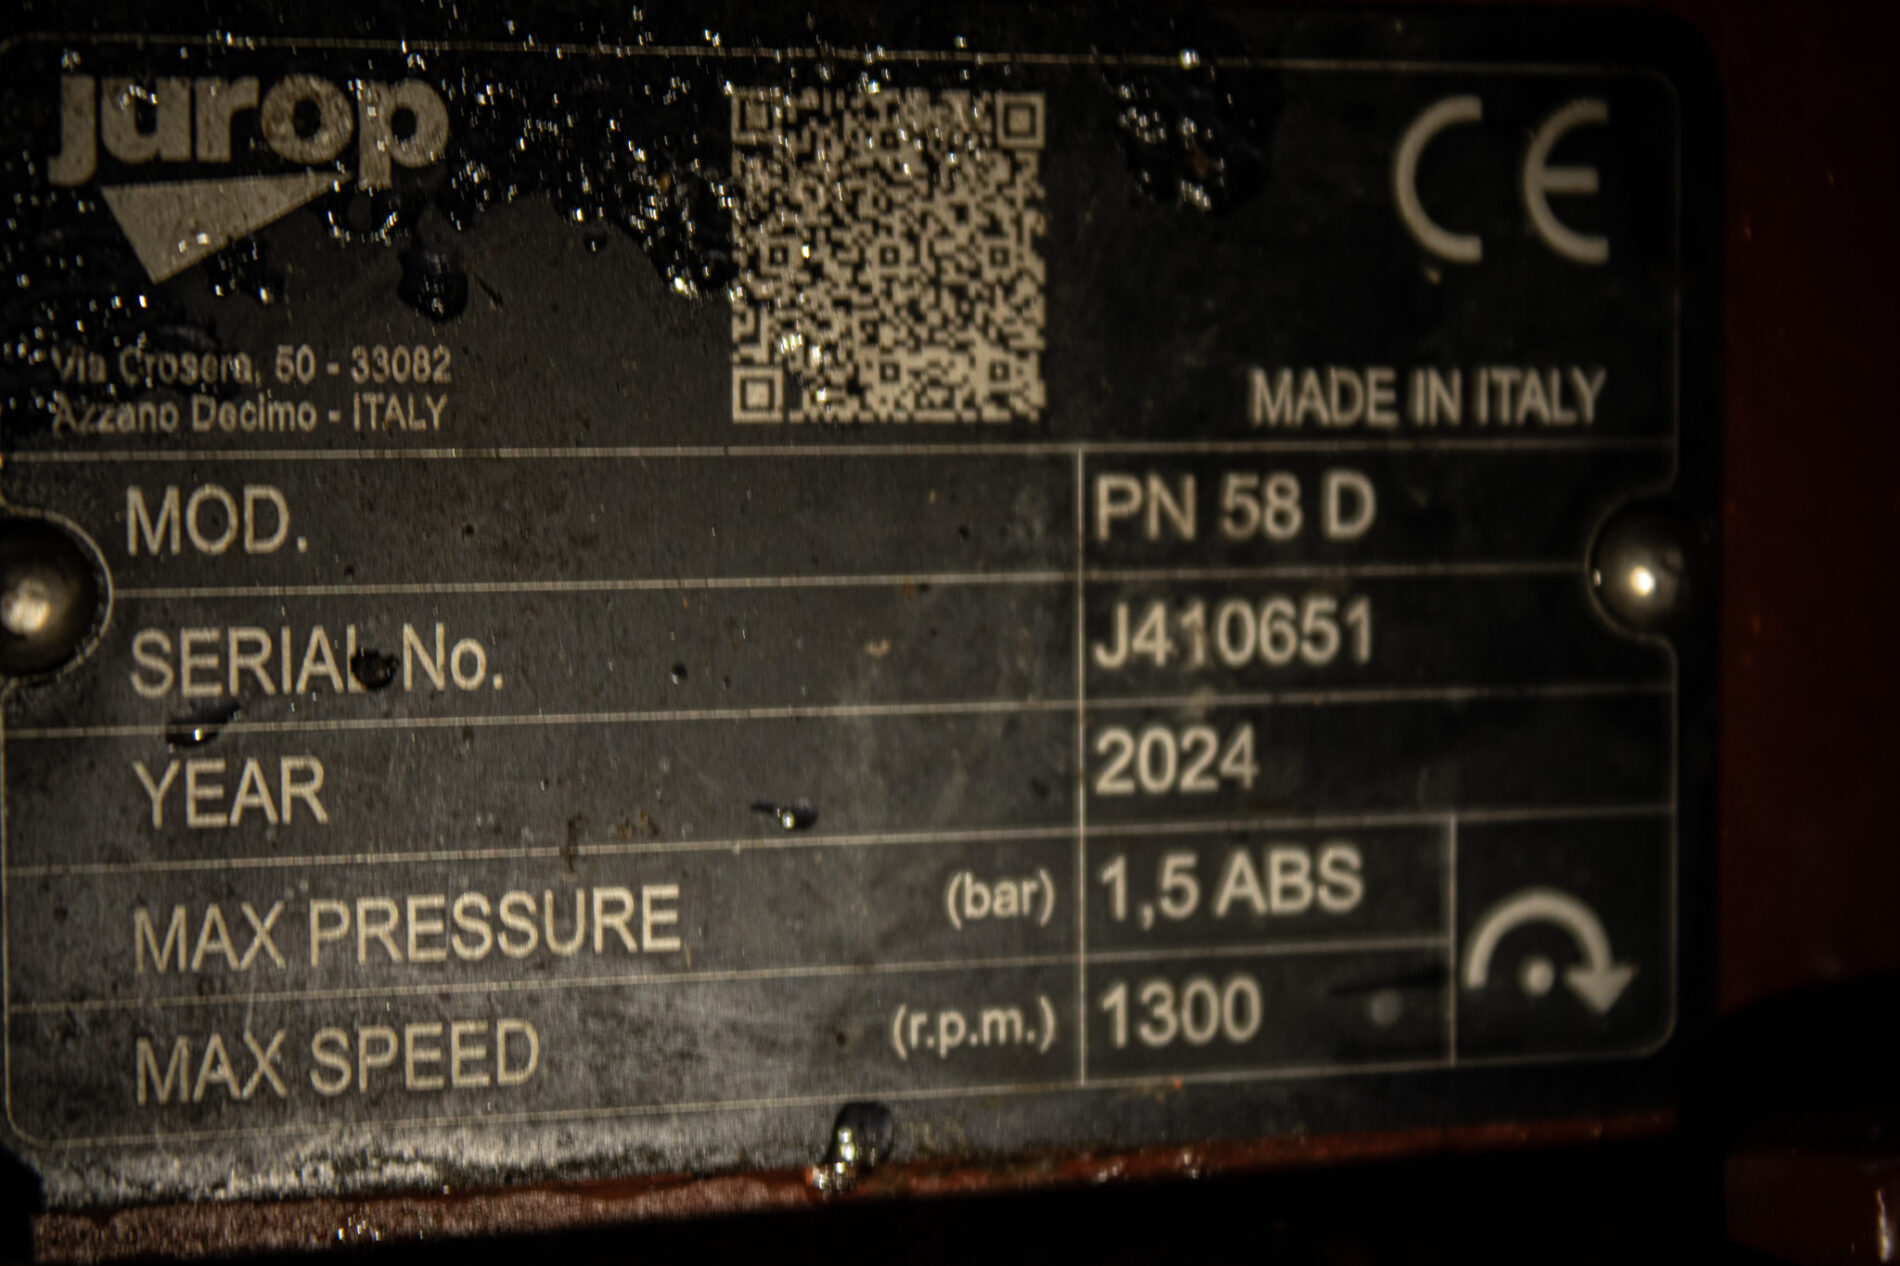 jurop
CE
Via Crosera, 50 - 33082
Azzano Decimo - ITALY
MADE IN ITALY
MOD. PN 58 D
SERIAL No. J410651
YEAR 2024
MAX PRESSURE (bar) 1,5 ABS
MAX SPEED (r.p.m.) 1300